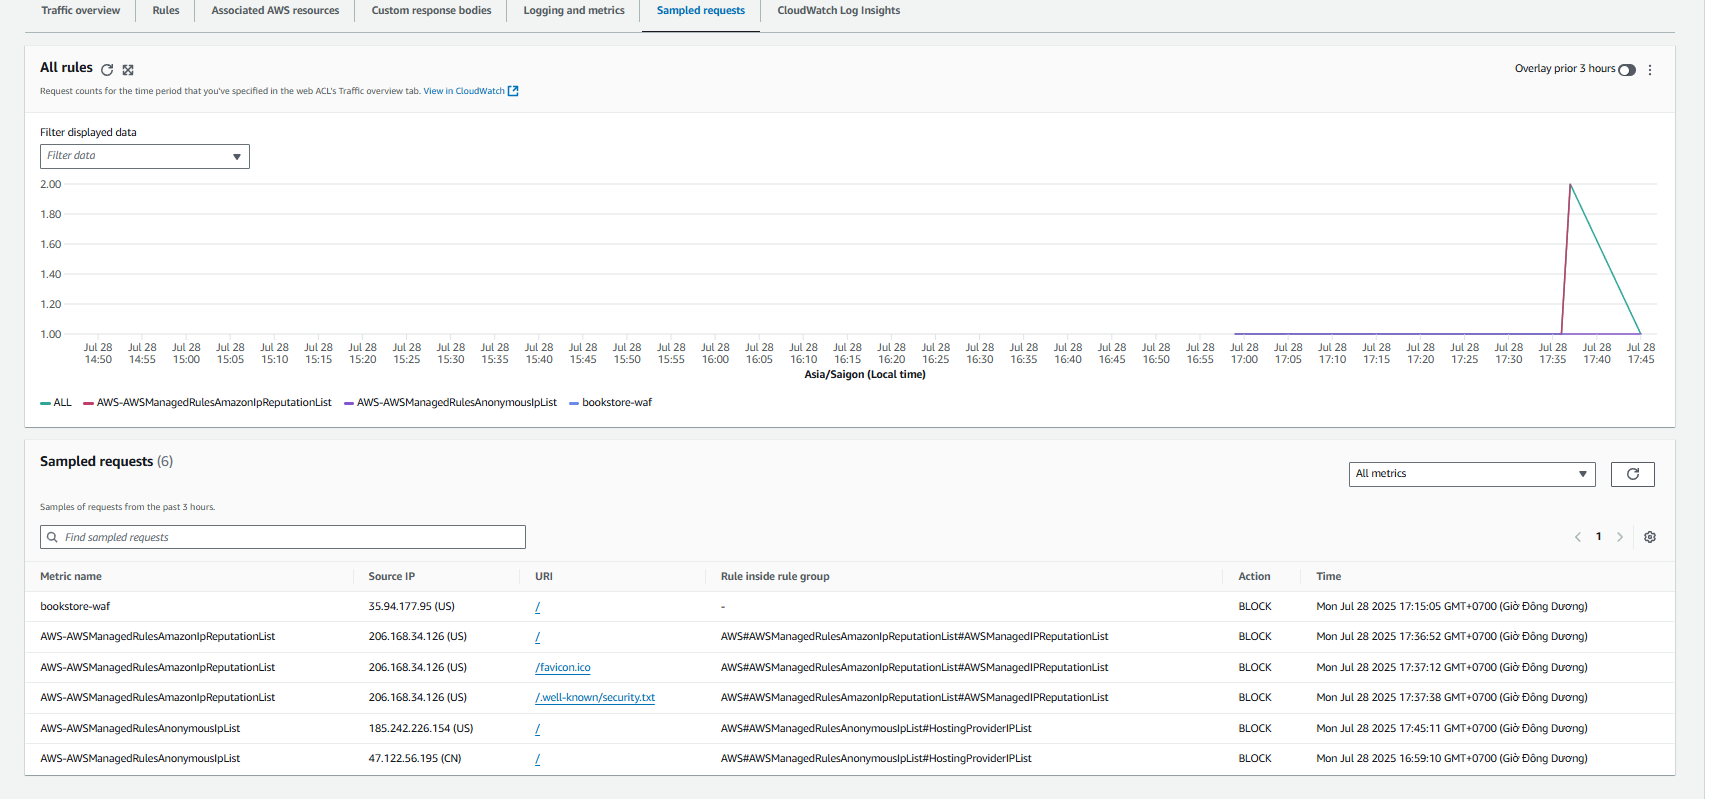 Traffic overview Rules Associated AWS resources Custom response bodies Logging and metrics Sampled requests CloudWatch Log Insights
All rules
Overlay prior 3 hours
Request counts for the time period that you've specified in the web ACL's Traffic overview tab. View in CloudWatch
Filter displayed data
Filter data
2.00
1.80
1.60
1.40
1.20
1.00
Jul 28 Jul 28 Jul 28 Jul 28 Jul 28 Jul 28 Jul 28 Jul 28 Jul 28 Jul 28 Jul 28 Jul 28 Jul 28 Jul 28 Jul 28 Jul 28 Jul 28 Jul 28 Jul 28 Jul 28 Jul 28 Jul 28 Jul 28 Jul 28 Jul 28 Jul 28 Jul 28 Jul 28 Jul 28 Jul 28 Jul 28 Jul 28 Jul 28 Jul 28 Jul 28 Jul 28
14:50 14:55 15:00 15:05 15:10 15:15 15:20 15:25 15:30 15:35 15:40 15:45 15:50 15:55 16:00 16:05 16:10 16:15 16:20 16:25 16:30 16:35 16:40 16:45 16:50 16:55 17:00 17:05 17:10 17:15 17:20 17:25 17:30 17:35 17:40 17:45
Asia/Saigon (Local time)
ALL AWS-AWSManagedRulesAmazonIpReputationList AWS-AWSManagedRulesAnonymousIpList bookstore-waf
Sampled requests (6)
All metrics
Samples of requests from the past 3 hours.
Find sampled requests
1
Metric name Source IP URI Rule inside rule group Action Time
bookstore-waf 35.94.177.95 (US) / - BLOCK Mon Jul 28 2025 17:15:05 GMT+0700 (Giờ Đông Dương)
AWS-AWSManagedRulesAmazonIpReputationList 206.168.34.126 (US) / AWS#AWSManagedRulesAmazonIpReputationList#AWSManagedIPReputationList BLOCK Mon Jul 28 2025 17:36:52 GMT+0700 (Giờ Đông Dương)
AWS-AWSManagedRulesAmazonIpReputationList 206.168.34.126 (US) /favicon.ico AWS#AWSManagedRulesAmazonIpReputationList#AWSManagedIPReputationList BLOCK Mon Jul 28 2025 17:37:12 GMT+0700 (Giờ Đông Dương)
AWS-AWSManagedRulesAmazonIpReputationList 206.168.34.126 (US) /.well-known/security.txt AWS#AWSManagedRulesAmazonIpReputationList#AWSManagedIPReputationList BLOCK Mon Jul 28 2025 17:37:38 GMT+0700 (Giờ Đông Dương)
AWS-AWSManagedRulesAnonymousIpList 185.242.226.154 (US) / AWS#AWSManagedRulesAnonymousIpList#HostingProviderIPList BLOCK Mon Jul 28 2025 17:45:11 GMT+0700 (Giờ Đông Dương)
AWS-AWSManagedRulesAnonymousIpList 47.122.56.195 (CN) / AWS#AWSManagedRulesAnonymousIpList#HostingProviderIPList BLOCK Mon Jul 28 2025 16:59:10 GMT+0700 (Giờ Đông Dương)